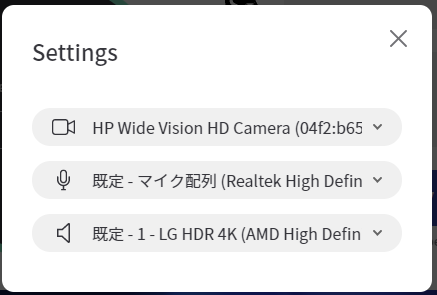 Settings
HP Wide Vision HD Camera (04f2:b65
既定 - マイク配列 (Realtek High Defin
既定 - 1 - LG HDR 4K (AMD High Defin